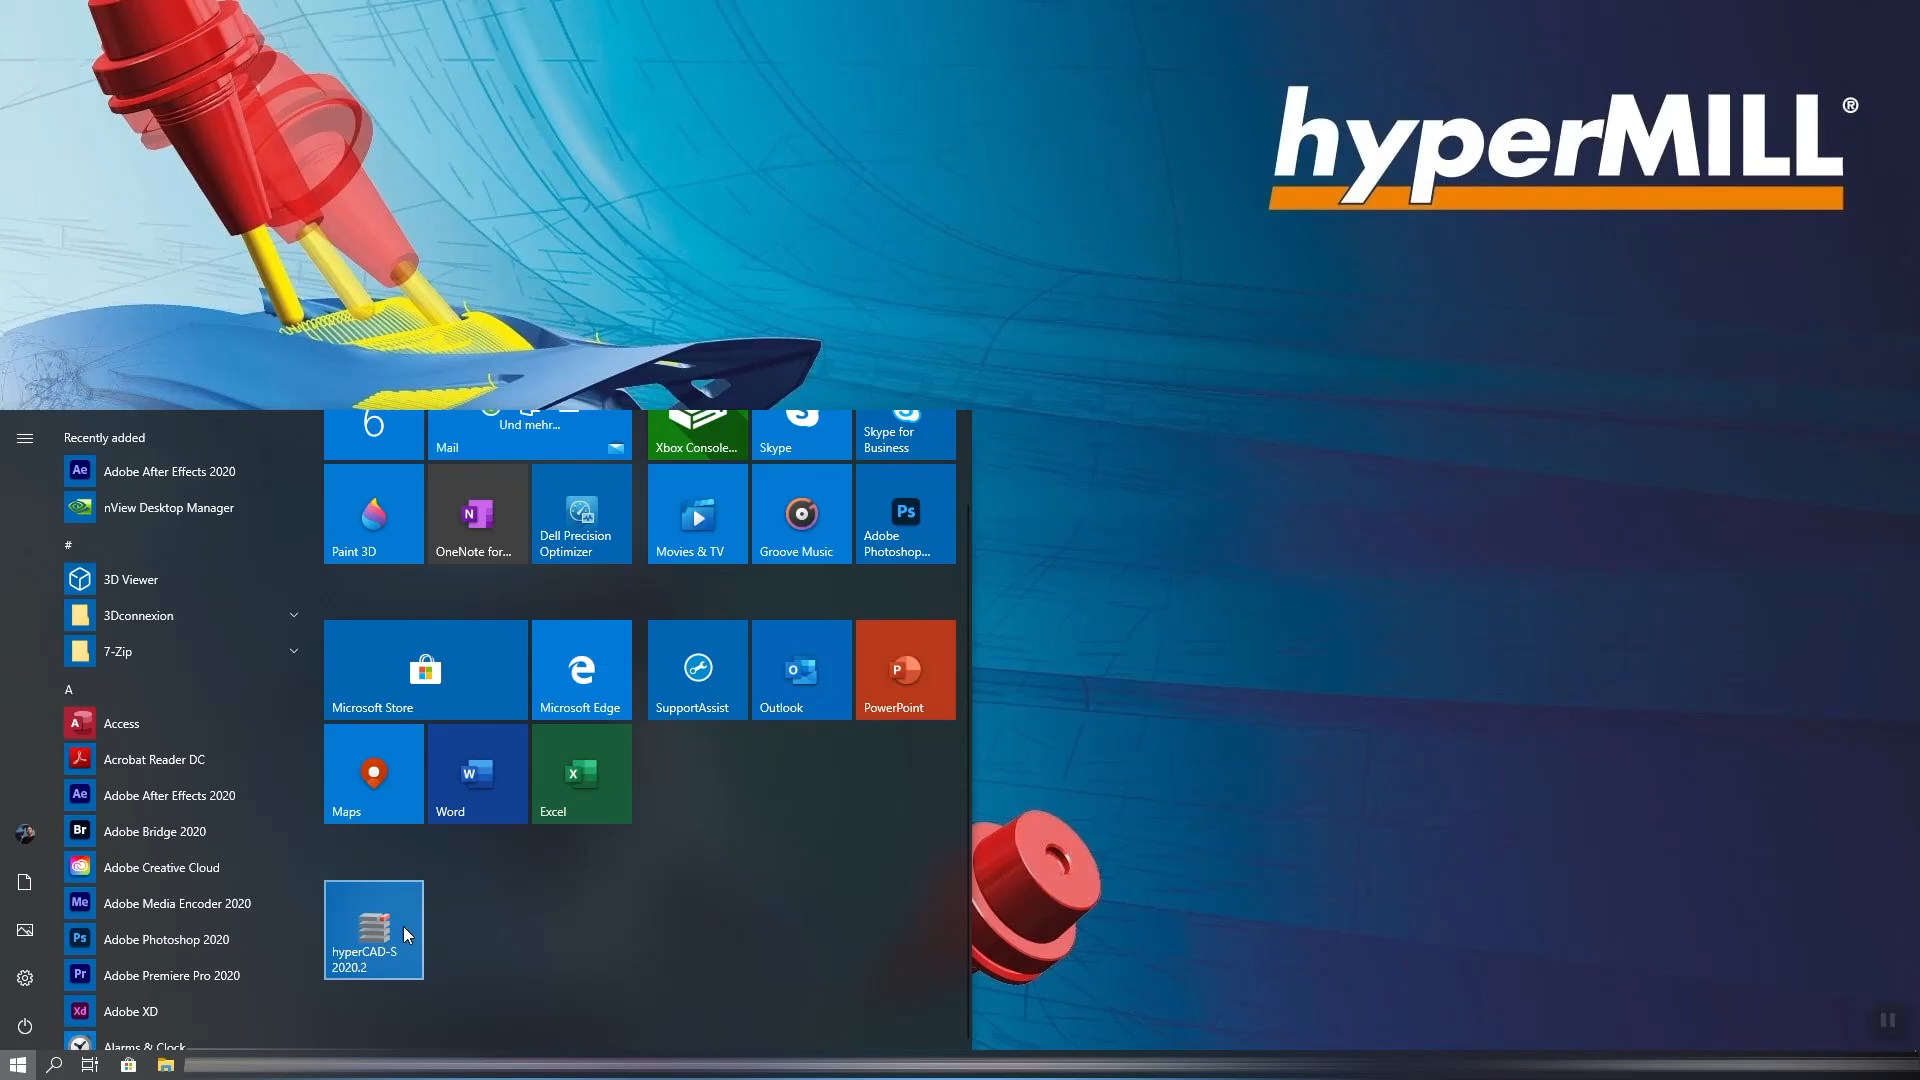 hyperMILL®
Recently added
Adobe After Effects 2020
nView Desktop Manager
#
3D Viewer
3Dconnexion
7-Zip
A
Access
Acrobat Reader DC
Adobe After Effects 2020
Adobe Bridge 2020
Adobe Creative Cloud
Adobe Media Encoder 2020
Adobe Photoshop 2020
Adobe Premiere Pro 2020
Adobe XD
Alarms & Clock
6
Und mehr...
Mail
Xbox Console...
Skype
Skype for
Business
Paint 3D
OneNote for...
Dell Precision
Optimizer
Movies & TV
Groove Music
Adobe
Photoshop...
Microsoft Store
Microsoft Edge
SupportAssist
Outlook
PowerPoint
Maps
Word
Excel
hyperCAD-S
2020.2